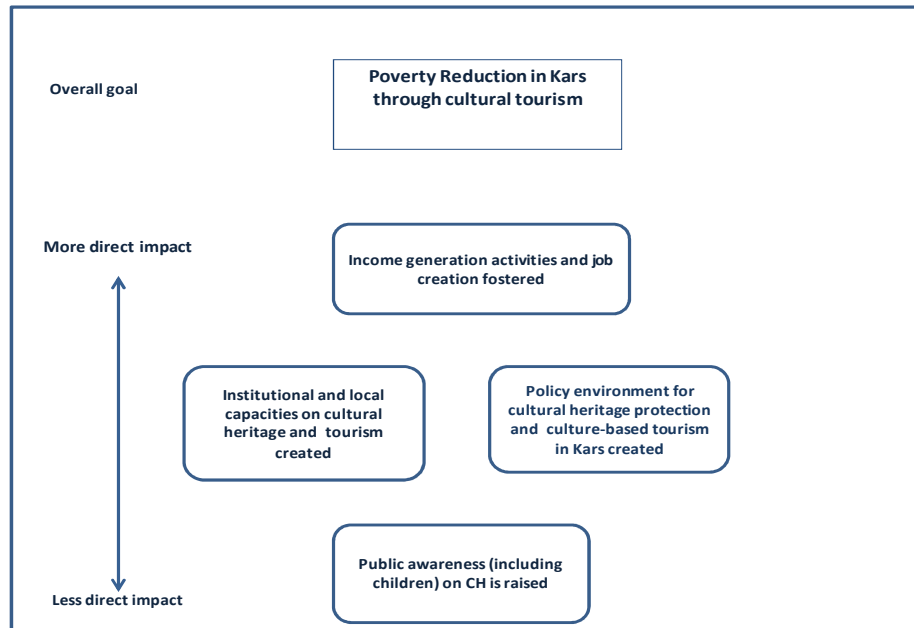 Overall goal
Poverty Reduction in Kars
through cultural tourism
More direct impact
Income generation activities and job
creation fostered
Institutional and local
capacities on cultural
heritage and tourism
created
Policy environment for
cultural heritage protection
and culture-based tourism
in Kars created
Public awareness (including
children) on CH is raised
Less direct impact